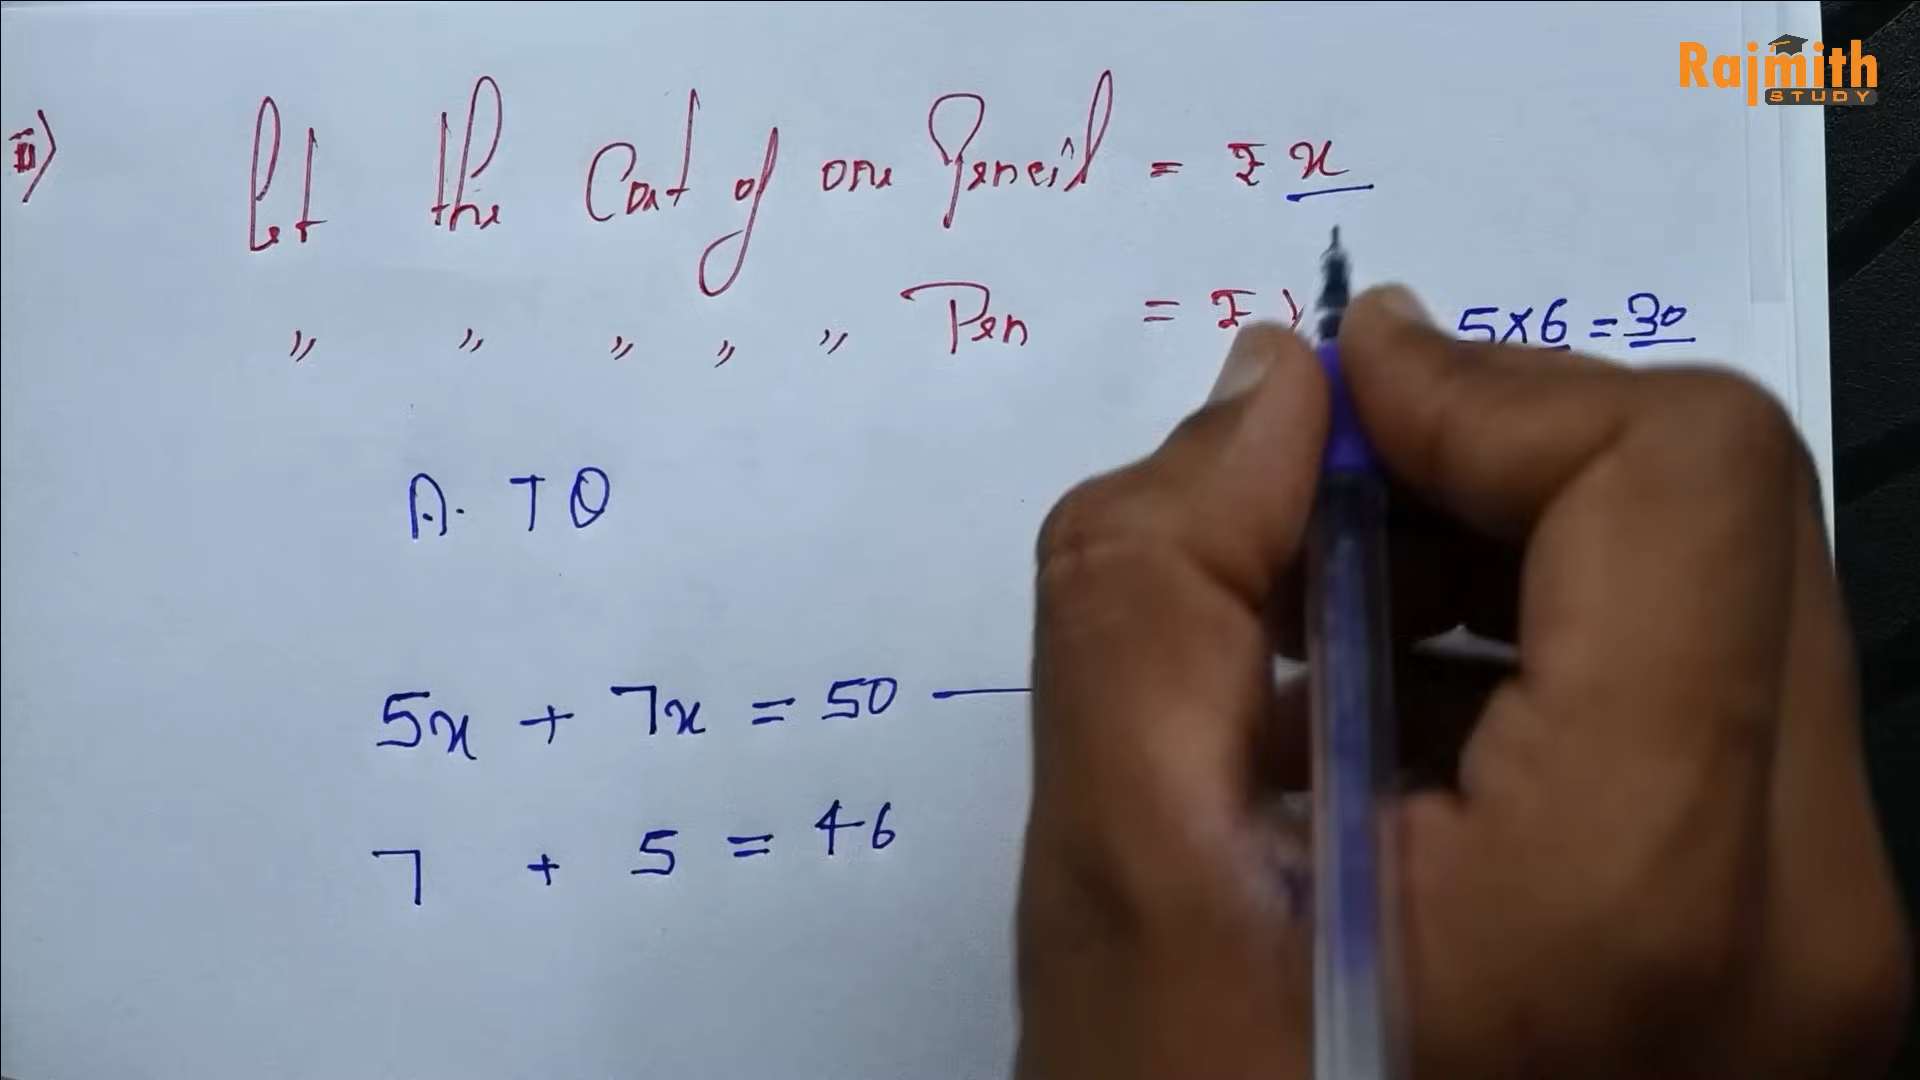 Rajmith
STUDY
ii) Let the Cost of one Pencil = ₹ x
" " " " " Pen = ₹
5×6 = 30
A. T Q
5x + 7x = 50
7 + 5 = 46